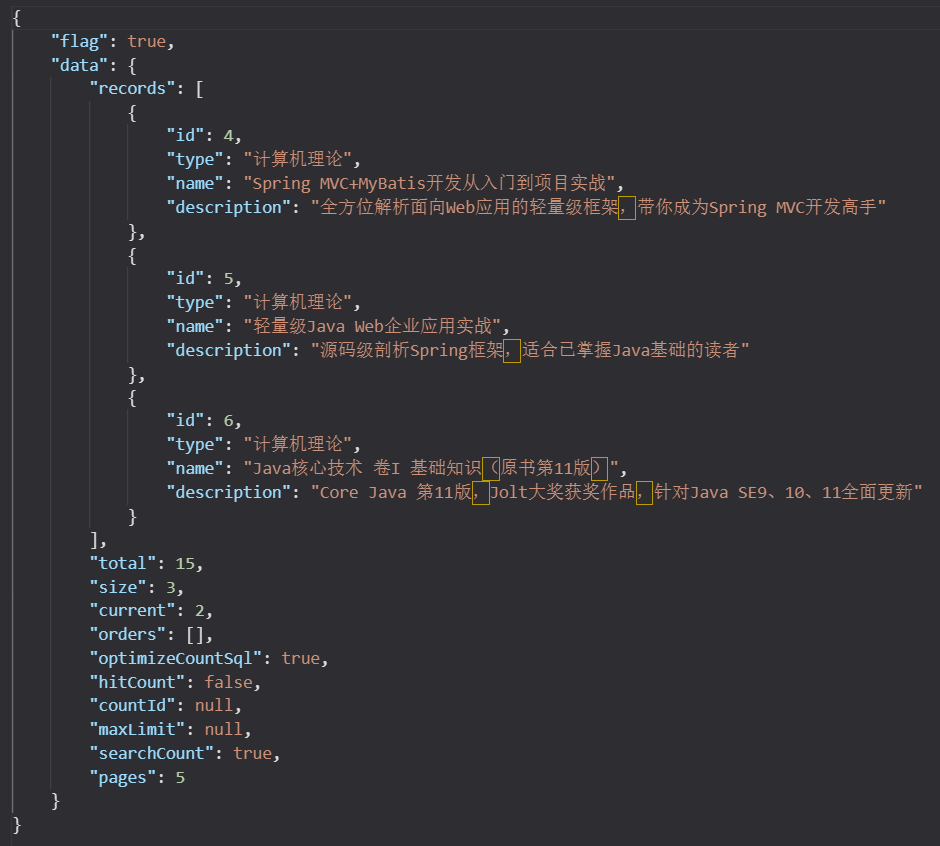 {
    "flag": true,
    "data": {
        "records": [
            {
                "id": 4,
                "type": "计算机理论",
                "name": "Spring MVC+MyBatis开发从入门到项目实战",
                "description": "全方位解析面向Web应用的轻量级框架，带你成为Spring MVC开发高手"
            },
            {
                "id": 5,
                "type": "计算机理论",
                "name": "轻量级Java Web企业应用实战",
                "description": "源码级剖析Spring框架，适合已掌握Java基础的读者"
            },
            {
                "id": 6,
                "type": "计算机理论",
                "name": "Java核心技术 卷I 基础知识（原书第11版）",
                "description": "Core Java 第11版，Jolt大奖获奖作品，针对Java SE9、10、11全面更新"
            }
        ],
        "total": 15,
        "size": 3,
        "current": 2,
        "orders": [],
        "optimizeCountSql": true,
        "hitCount": false,
        "countId": null,
        "maxLimit": null,
        "searchCount": true,
        "pages": 5
    }
}